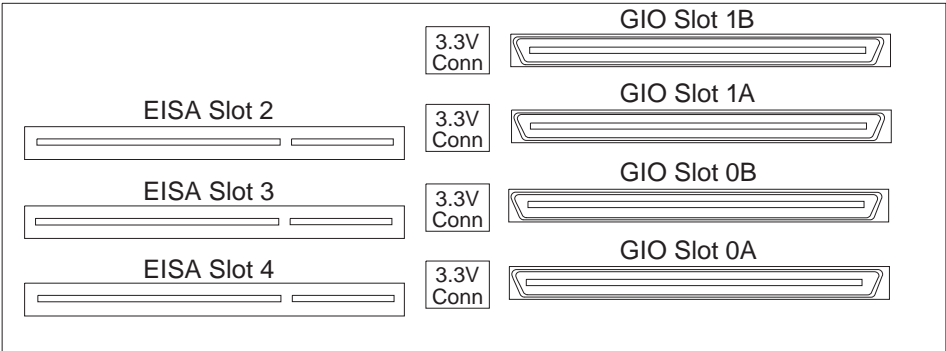 GIO Slot 1B
3.3V
Conn
GIO Slot 1A
EISA Slot 2
3.3V
Conn
GIO Slot 0B
EISA Slot 3
3.3V
Conn
GIO Slot 0A
EISA Slot 4
3.3V
Conn